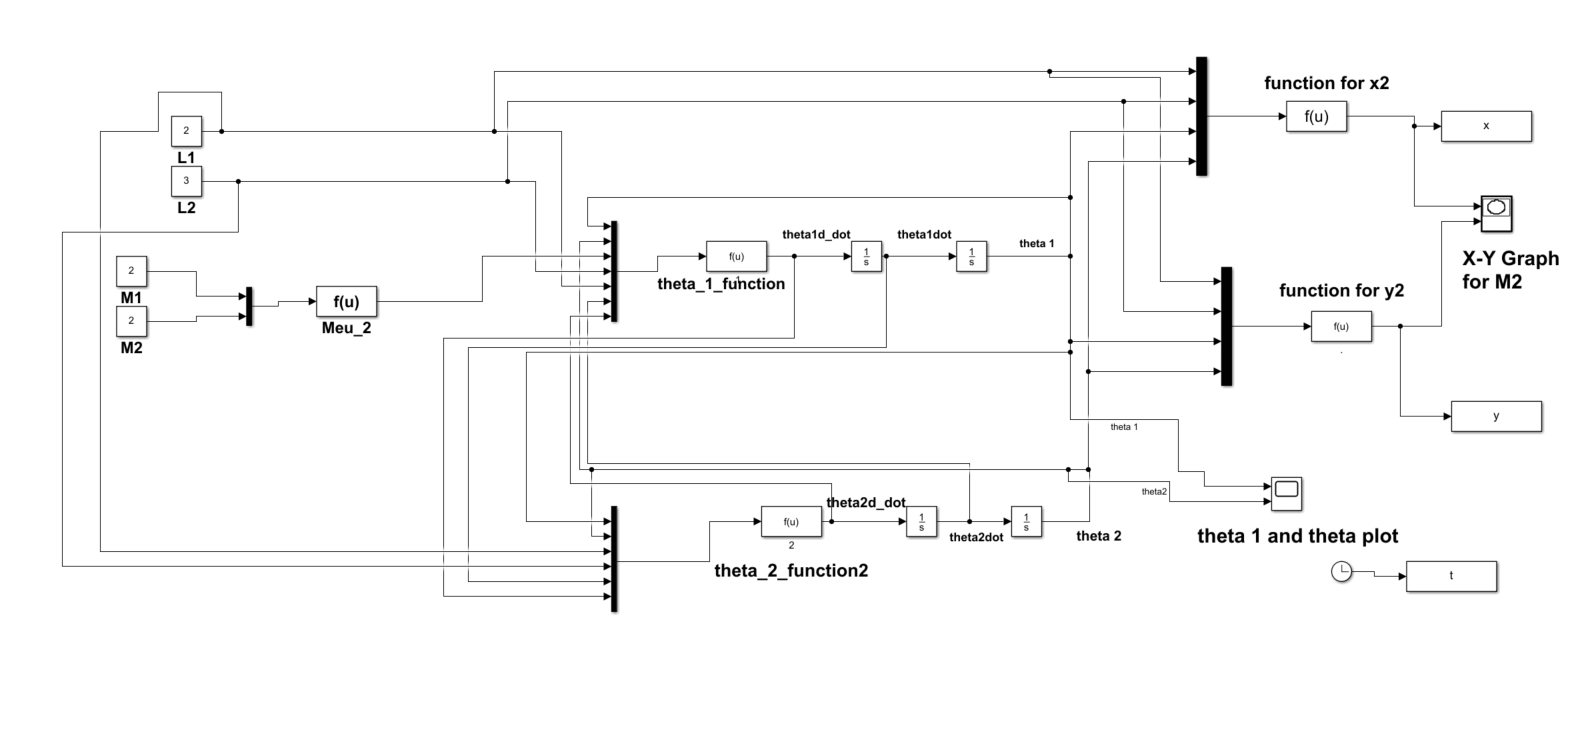 function for x2
f(u)
x
2
L1
3
L2
X-Y Graph
for M2
theta1d_dot
theta1dot
theta 1
f(u)
1
theta_1_function
1
s
1
s
2
M1
2
M2
f(u)
Meu_2
function for y2
f(u)
.
y
theta 1
theta2
theta 1 and theta plot
theta2d_dot
f(u)
2
theta_2_function2
1
s
theta2dot
1
s
theta 2
t